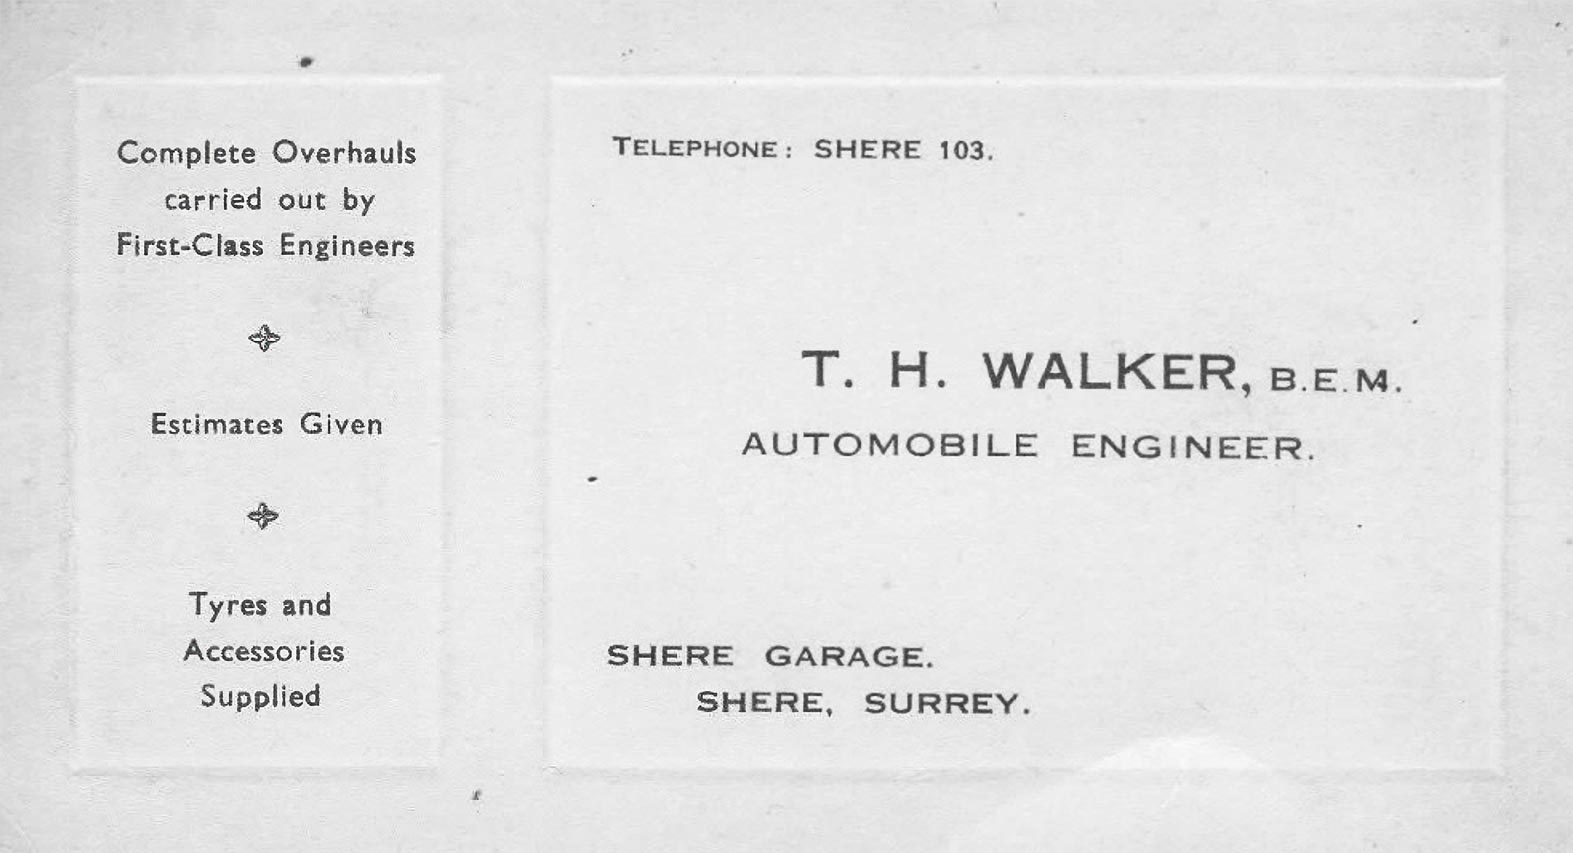 Complete Overhauls
carried out by
First-Class Engineers
Estimates Given
Tyres and
Accessories
Supplied
TELEPHONE: SHERE 103.
T. H. WALKER, B.E.M.
AUTOMOBILE ENGINEER.
SHERE GARAGE.
SHERE, SURREY.